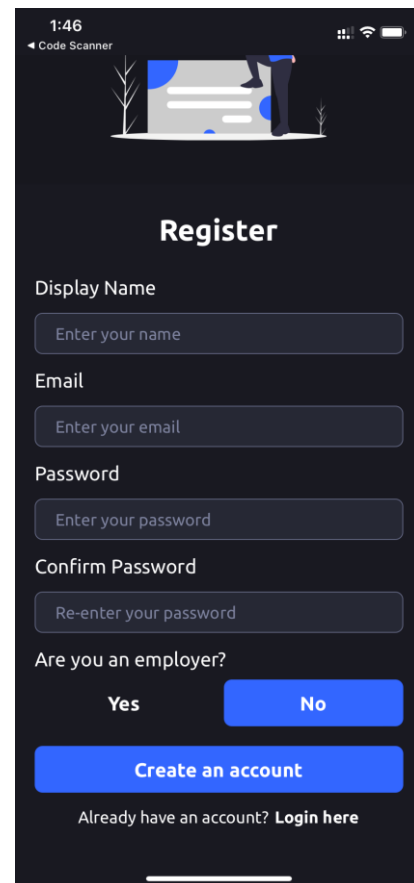 1:46
◄ Code Scanner
Register
Display Name
Enter your name
Email
Enter your email
Password
Enter your password
Confirm Password
Re-enter your password
Are you an employer?
Yes No
Create an account
Already have an account? Login here